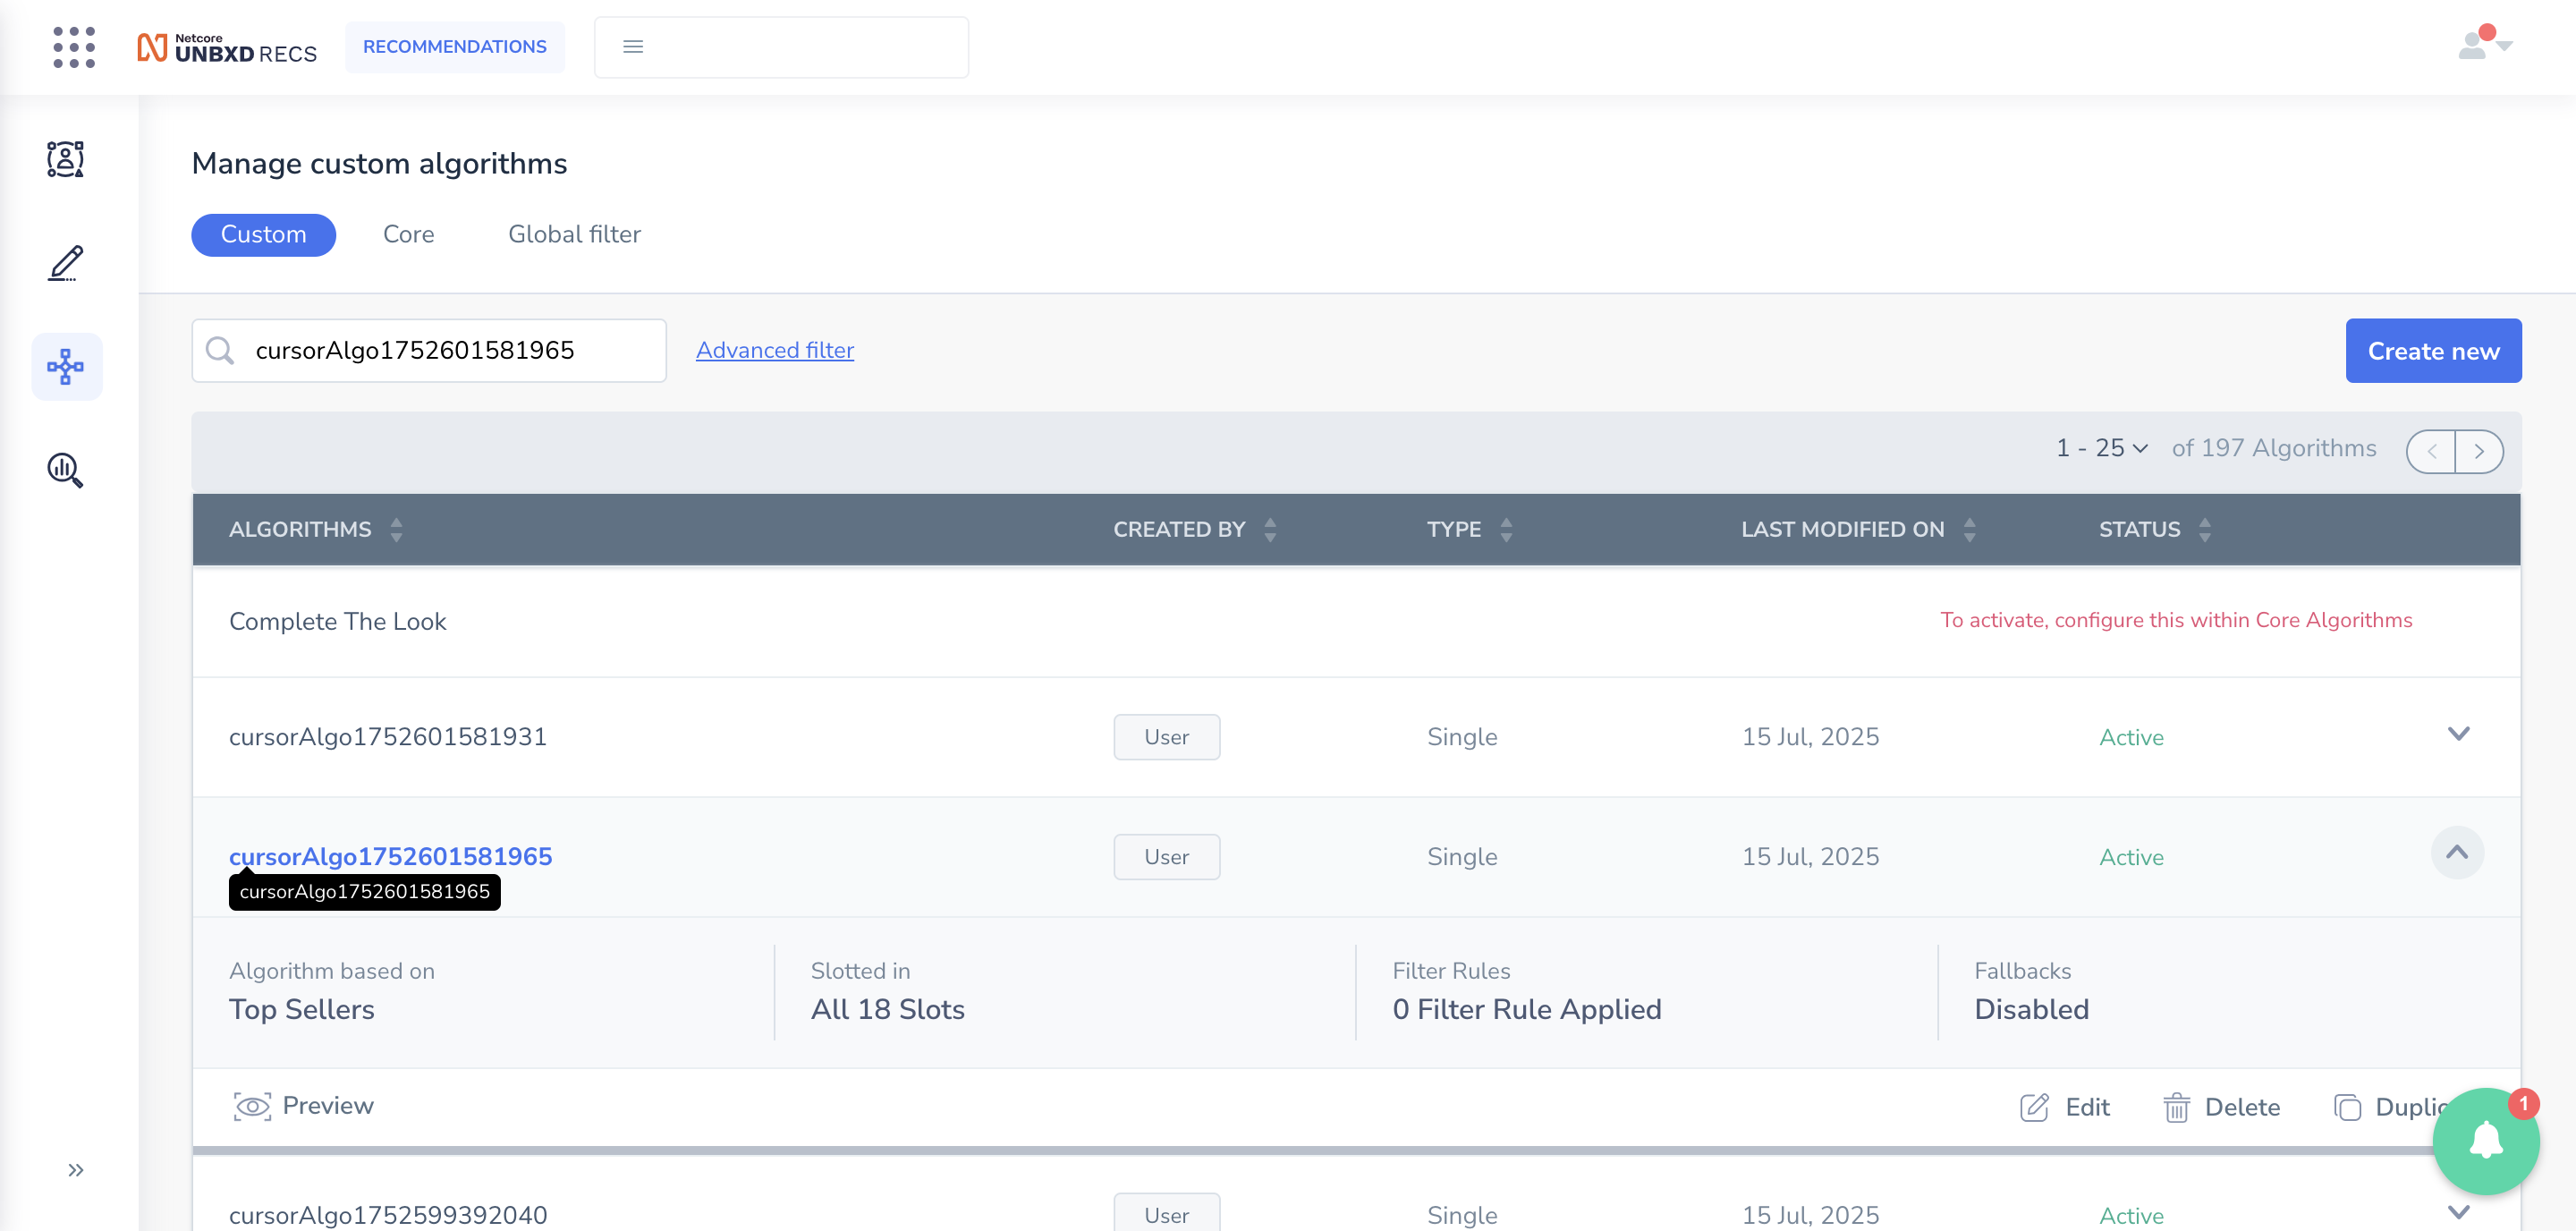 Netcore
UNBXD RECS
RECOMMENDATIONS
Manage custom algorithms
Custom Core Global filter
cursorAlgo1752601581965 Advanced filter Create new
1 - 25 of 197 Algorithms
ALGORITHMS CREATED BY TYPE LAST MODIFIED ON STATUS
Complete The Look To activate, configure this within Core Algorithms
cursorAlgo1752601581931 User Single 15 Jul, 2025 Active
cursorAlgo1752601581965 User Single 15 Jul, 2025 Active
cursorAlgo1752601581965
Algorithm based on Slotted in Filter Rules Fallbacks
Top Sellers All 18 Slots 0 Filter Rule Applied Disabled
Preview Edit Delete Duplic
1
cursorAlgo1752599392040 User Single 15 Jul, 2025 Active